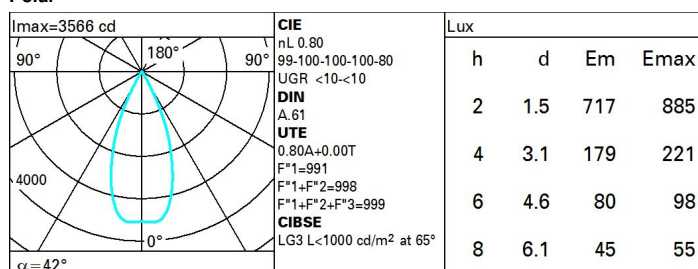 Imax=3566 cd
90° 180° 90°
4000
0°
α=42°
CIE
nL 0.80
99-100-100-100-80
UGR <10-<10
DIN
A.61
UTE
0.80A+0.00T
F"1=991
F"1+F"2=998
F"1+F"2+F"3=999
CIBSE
LG3 L<1000 cd/m² at 65°
Lux
h d Em Emax
2 1.5 717 885
4 3.1 179 221
6 4.6 80 98
8 6.1 45 55